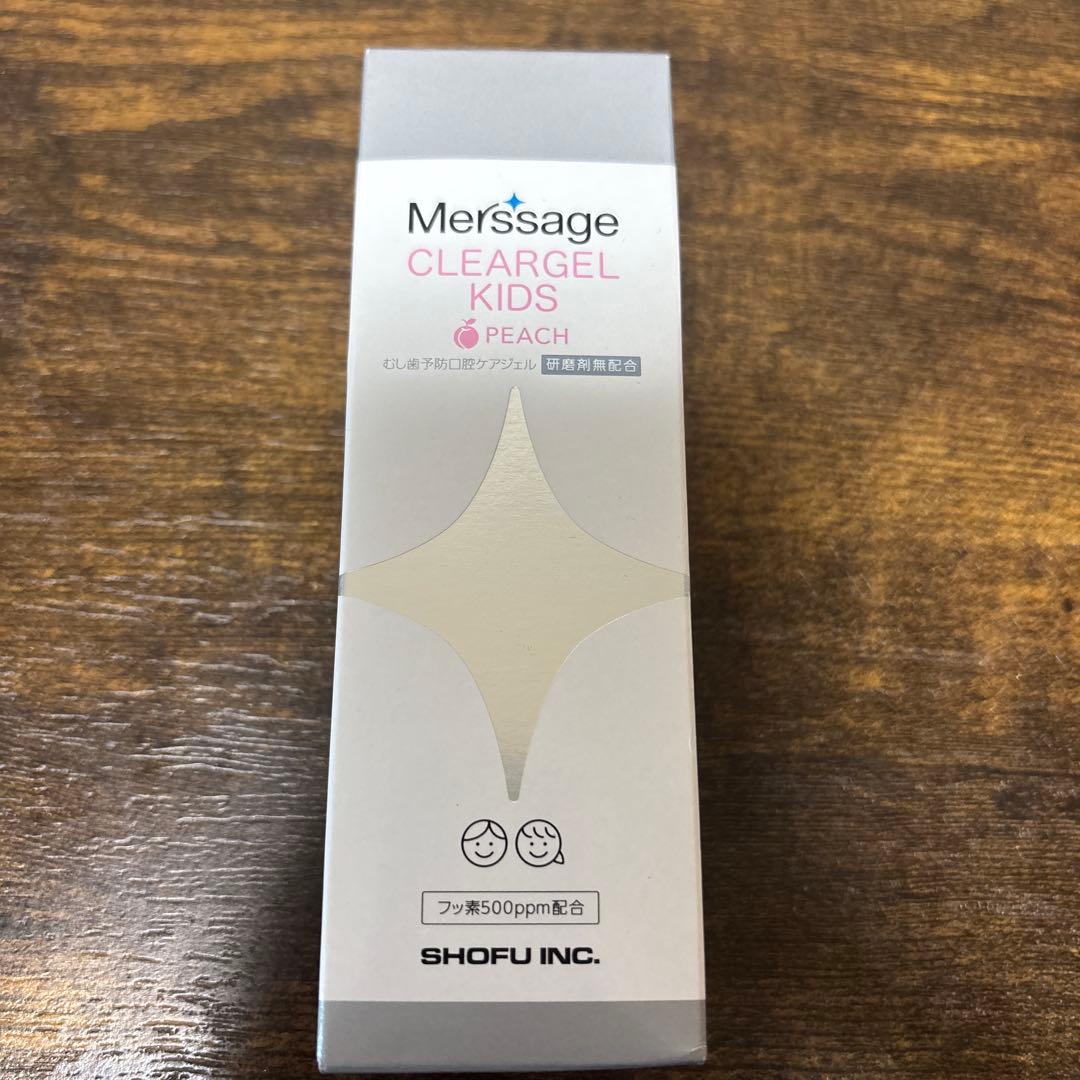 Merssage
CLEARGEL
KIDS
PEACH
むし歯予防口腔ケアジェル 研磨剤無配合
フッ素500ppm配合
SHOFU INC.